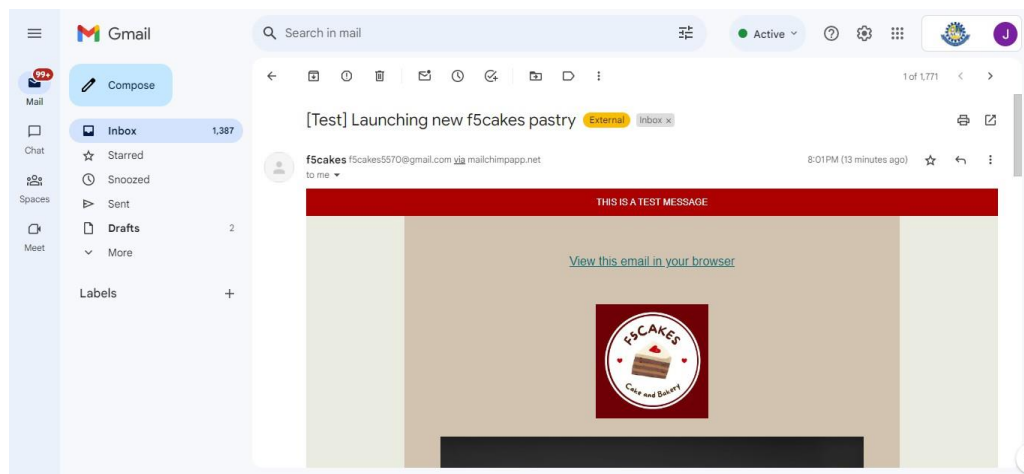 Gmail
Search in mail
Active
J
99+
Mail
Compose
1 of 1,771
Inbox 1,387
[Test] Launching new f5cakes pastry External Inbox x
Chat
Starred
f5cakes f5cakes5570@gmail.com via mailchimpapp.net 8:01 PM (13 minutes ago)
to me
Snoozed
Spaces
Sent
THIS IS A TEST MESSAGE
Drafts 2
Meet
More
View this email in your browser
Labels
F5CAKES
Cake and Bakery